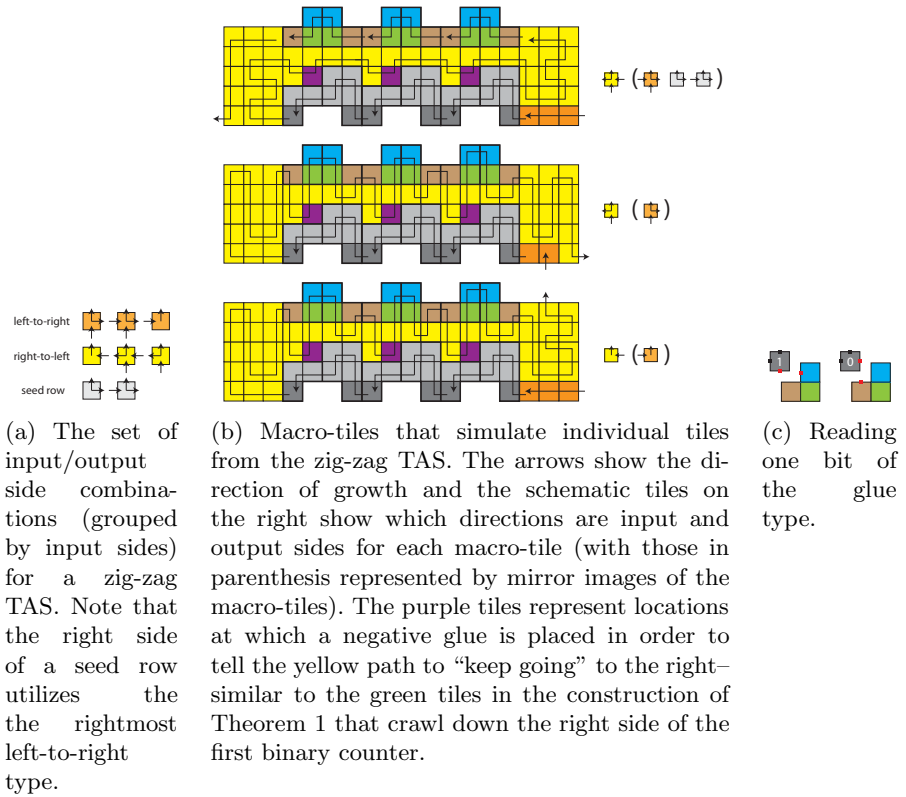 left-to-right
right-to-left
seed row
( )
( )
( )
1
0
(a) The set of
input/output
side combina-
tions (grouped
by input sides)
for a zig-zag
TAS. Note that
the right side
of a seed row
utilizes the
the rightmost
left-to-right
type.
(b) Macro-tiles that simulate individual tiles
from the zig-zag TAS. The arrows show the di-
rection of growth and the schematic tiles on
the right show which directions are input and
output sides for each macro-tile (with those in
parenthesis represented by mirror images of the
macro-tiles). The purple tiles represent locations
at which a negative glue is placed in order to
tell the yellow path to “keep going” to the right–
similar to the green tiles in the construction of
Theorem 1 that crawl down the right side of the
first binary counter.
(c) Reading
one bit of
the glue
type.